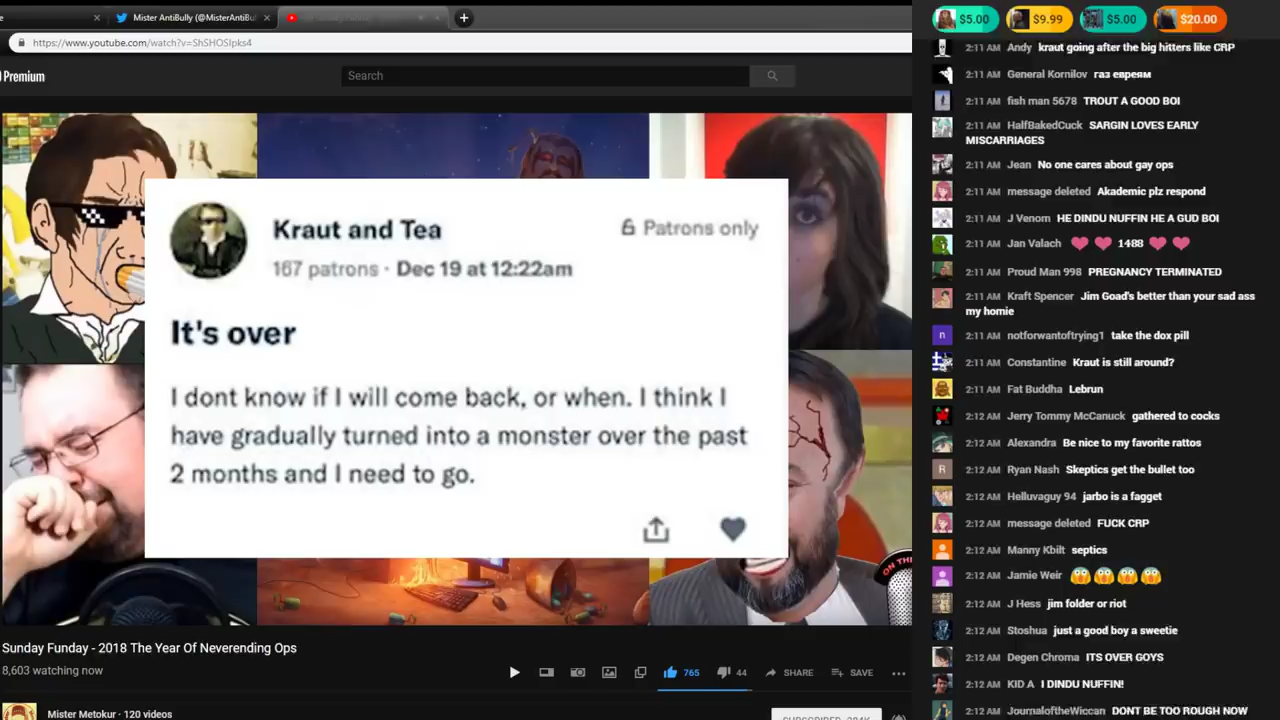 Mister AntiBully (@MisterAntiBul
https://www.youtube.com/watch?v=ShSHOSIpks4
Premium
Search
Kraut and Tea
Patrons only
167 patrons · Dec 19 at 12:22am
It's over
I dont know if I will come back, or when. I think I
have gradually turned into a monster over the past
2 months and I need to go.
ON TH
Sunday Funday - 2018 The Year Of Neverending Ops
8,603 watching now
765
44
SHARE
SAVE
Mister Metokur · 120 videos
$5.00
$9.99
$5.00
$20.00
2:11 AM Andy kraut going after the big hitters like CRP
2:11 AM General Kornilov газ евреям
2:11 AM fish man 5678 TROUT A GOOD BOI
2:11 AM HalfBakedCuck SARGIN LOVES EARLY
MISCARRIAGES
2:11 AM Jean No one cares about gay ops
2:11 AM message deleted Akademic plz respond
2:11 AM J Venom HE DINDU NUFFIN HE A GUD BOI
2:11 AM Jan Valach 1488
2:11 AM Proud Man 998 PREGNANCY TERMINATED
2:11 AM Kraft Spencer Jim Goad's better than your sad ass
my homie
2:11 AM notforwantoftrying1 take the dox pill
2:11 AM Constantine Kraut is still around?
2:11 AM Fat Buddha Lebrun
2:12 AM Jerry Tommy McCanuck gathered to cocks
2:12 AM Alexandra Be nice to my favorite rattos
2:12 AM Ryan Nash Skeptics get the bullet too
2:12 AM Helluvaguy 94 jarbo is a fagget
2:12 AM message deleted FUCK CRP
2:12 AM Manny Kbilt septics
2:12 AM Jamie Weir
2:12 AM J Hess jim folder or riot
2:12 AM Stoshua just a good boy a sweetie
2:12 AM Degen Chroma ITS OVER GOYS
2:12 AM KID A I DINDU NUFFIN!
2:12 AM JournaloftheWiccan DONT BE TOO ROUGH NOW